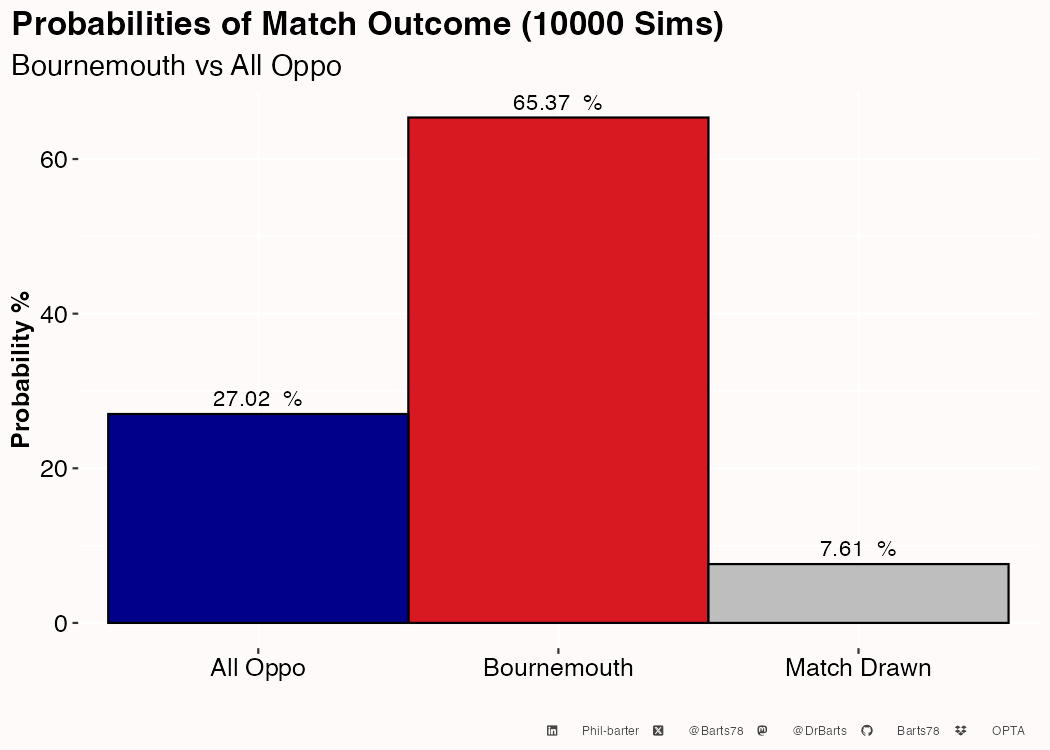 Probabilities of Match Outcome (10000 Sims)
Bournemouth vs All Oppo
65.37 %
60
Probability %
40
27.02 %
20
7.61 %
0
All Oppo Bournemouth Match Drawn
Phil-barter @Barts78 @DrBarts Barts78 OPTA